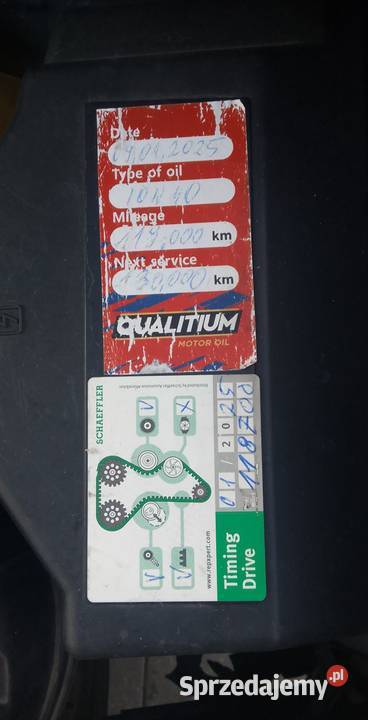 Date
04.01.2025
Type of oil
10W40
Mileage
119,000 km
Next service
130,000 km
QUALITIUM
MOTOR OIL
SCHAEFFLER
V
X
V
V
01/2025
118700
www.repxpert.com
Timing
Drive
Sprzedajemy.pl